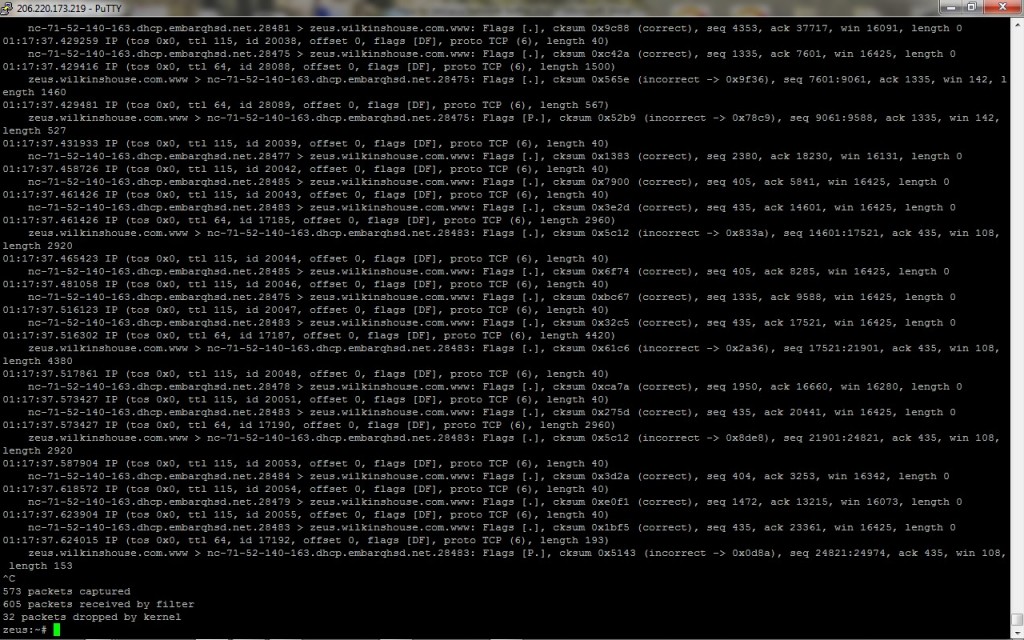 206.220.173.219 - PuTTY
nc-71-52-140-163.dhcp.embarqhsd.net.28481 > zeus.wilkinshouse.com.www: Flags [.], cksum 0x9c88 (correct), seq 4353, ack 37717, win 16091, length 0
01:17:37.429259 IP (tos 0x0, ttl 115, id 20038, offset 0, flags [DF], proto TCP (6), length 40)
nc-71-52-140-163.dhcp.embarqhsd.net.28475 > zeus.wilkinshouse.com.www: Flags [.], cksum 0xc42a (correct), seq 1335, ack 7601, win 16425, length 0
01:17:37.429416 IP (tos 0x0, ttl 64, id 28088, offset 0, flags [DF], proto TCP (6), length 1500)
zeus.wilkinshouse.com.www > nc-71-52-140-163.dhcp.embarqhsd.net.28475: Flags [.], cksum 0x565e (incorrect -> 0x9f36), seq 7601:9061, ack 1335, win 142, l
ength 1460
01:17:37.429481 IP (tos 0x0, ttl 64, id 28089, offset 0, flags [DF], proto TCP (6), length 567)
zeus.wilkinshouse.com.www > nc-71-52-140-163.dhcp.embarqhsd.net.28475: Flags [P.], cksum 0x52b9 (incorrect -> 0x78c9), seq 9061:9588, ack 1335, win 142,
length 527
01:17:37.431933 IP (tos 0x0, ttl 115, id 20039, offset 0, flags [DF], proto TCP (6), length 40)
nc-71-52-140-163.dhcp.embarqhsd.net.28477 > zeus.wilkinshouse.com.www: Flags [.], cksum 0x1383 (correct), seq 2380, ack 18230, win 16131, length 0
01:17:37.458726 IP (tos 0x0, ttl 115, id 20042, offset 0, flags [DF], proto TCP (6), length 40)
nc-71-52-140-163.dhcp.embarqhsd.net.28485 > zeus.wilkinshouse.com.www: Flags [.], cksum 0x7900 (correct), seq 405, ack 5841, win 16425, length 0
01:17:37.461426 IP (tos 0x0, ttl 115, id 20043, offset 0, flags [DF], proto TCP (6), length 40)
nc-71-52-140-163.dhcp.embarqhsd.net.28483 > zeus.wilkinshouse.com.www: Flags [.], cksum 0x3e2d (correct), seq 435, ack 14601, win 16425, length 0
01:17:37.461426 IP (tos 0x0, ttl 64, id 17185, offset 0, flags [DF], proto TCP (6), length 2960)
zeus.wilkinshouse.com.www > nc-71-52-140-163.dhcp.embarqhsd.net.28483: Flags [.], cksum 0x5c12 (incorrect -> 0x833a), seq 14601:17521, ack 435, win 108,
length 2920
01:17:37.465423 IP (tos 0x0, ttl 115, id 20044, offset 0, flags [DF], proto TCP (6), length 40)
nc-71-52-140-163.dhcp.embarqhsd.net.28485 > zeus.wilkinshouse.com.www: Flags [.], cksum 0x6f74 (correct), seq 405, ack 8285, win 16425, length 0
01:17:37.481058 IP (tos 0x0, ttl 115, id 20046, offset 0, flags [DF], proto TCP (6), length 40)
nc-71-52-140-163.dhcp.embarqhsd.net.28475 > zeus.wilkinshouse.com.www: Flags [.], cksum 0xbc67 (correct), seq 1335, ack 9588, win 16425, length 0
01:17:37.516123 IP (tos 0x0, ttl 115, id 20047, offset 0, flags [DF], proto TCP (6), length 40)
nc-71-52-140-163.dhcp.embarqhsd.net.28483 > zeus.wilkinshouse.com.www: Flags [.], cksum 0x32c5 (correct), seq 435, ack 17521, win 16425, length 0
01:17:37.516302 IP (tos 0x0, ttl 64, id 17187, offset 0, flags [DF], proto TCP (6), length 4420)
zeus.wilkinshouse.com.www > nc-71-52-140-163.dhcp.embarqhsd.net.28483: Flags [.], cksum 0x61c6 (incorrect -> 0x2a36), seq 17521:21901, ack 435, win 108,
length 4380
01:17:37.517861 IP (tos 0x0, ttl 115, id 20048, offset 0, flags [DF], proto TCP (6), length 40)
nc-71-52-140-163.dhcp.embarqhsd.net.28478 > zeus.wilkinshouse.com.www: Flags [.], cksum 0xca7a (correct), seq 1950, ack 16660, win 16280, length 0
01:17:37.573427 IP (tos 0x0, ttl 115, id 20051, offset 0, flags [DF], proto TCP (6), length 40)
nc-71-52-140-163.dhcp.embarqhsd.net.28483 > zeus.wilkinshouse.com.www: Flags [.], cksum 0x275d (correct), seq 435, ack 20441, win 16425, length 0
01:17:37.573427 IP (tos 0x0, ttl 64, id 17190, offset 0, flags [DF], proto TCP (6), length 2960)
zeus.wilkinshouse.com.www > nc-71-52-140-163.dhcp.embarqhsd.net.28483: Flags [.], cksum 0x5c12 (incorrect -> 0x8de8), seq 21901:24821, ack 435, win 108,
length 2920
01:17:37.587904 IP (tos 0x0, ttl 115, id 20053, offset 0, flags [DF], proto TCP (6), length 40)
nc-71-52-140-163.dhcp.embarqhsd.net.28484 > zeus.wilkinshouse.com.www: Flags [.], cksum 0x3d2a (correct), seq 404, ack 3253, win 16342, length 0
01:17:37.618572 IP (tos 0x0, ttl 115, id 20054, offset 0, flags [DF], proto TCP (6), length 40)
nc-71-52-140-163.dhcp.embarqhsd.net.28479 > zeus.wilkinshouse.com.www: Flags [.], cksum 0xe0f1 (correct), seq 1472, ack 13215, win 16073, length 0
01:17:37.623904 IP (tos 0x0, ttl 115, id 20055, offset 0, flags [DF], proto TCP (6), length 40)
nc-71-52-140-163.dhcp.embarqhsd.net.28483 > zeus.wilkinshouse.com.www: Flags [.], cksum 0x1bf5 (correct), seq 435, ack 23361, win 16425, length 0
01:17:37.624015 IP (tos 0x0, ttl 64, id 17192, offset 0, flags [DF], proto TCP (6), length 193)
zeus.wilkinshouse.com.www > nc-71-52-140-163.dhcp.embarqhsd.net.28483: Flags [P.], cksum 0x5143 (incorrect -> 0x0d8a), seq 24821:24974, ack 435, win 108,
length 153
^C
573 packets captured
605 packets received by filter
32 packets dropped by kernel
zeus:~#